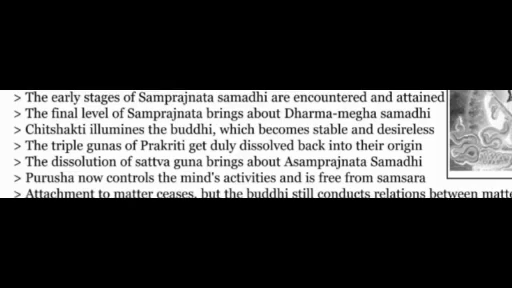 > The early stages of Samprajnata samadhi are encountered and attained
> The final level of Samprajnata brings about Dharma-megha samadhi
> Chitshakti illumines the buddhi, which becomes stable and desireless
> The triple gunas of Prakriti get duly dissolved back into their origin
> The dissolution of sattva guna brings about Asamprajnata Samadhi
> Purusha now controls the mind's activities and is free from samsara
> Attachment to matter ceases, but the buddhi still conducts relations between matte